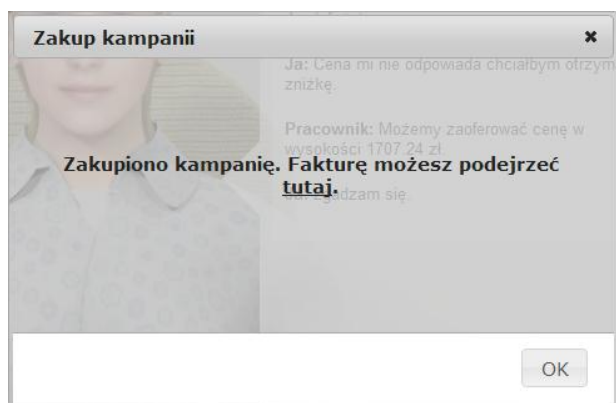 Zakup kampanii
Ja: Cena mi nie odpowiada chciałbym otrzym
zniżkę.
Pracownik: Możemy zaoferować cenę w
wysokości 1707.24 zł.
Zakupiono kampanię. Fakturę możesz podejrzeć
tutaj.
Ja: Zgadzam się.
OK